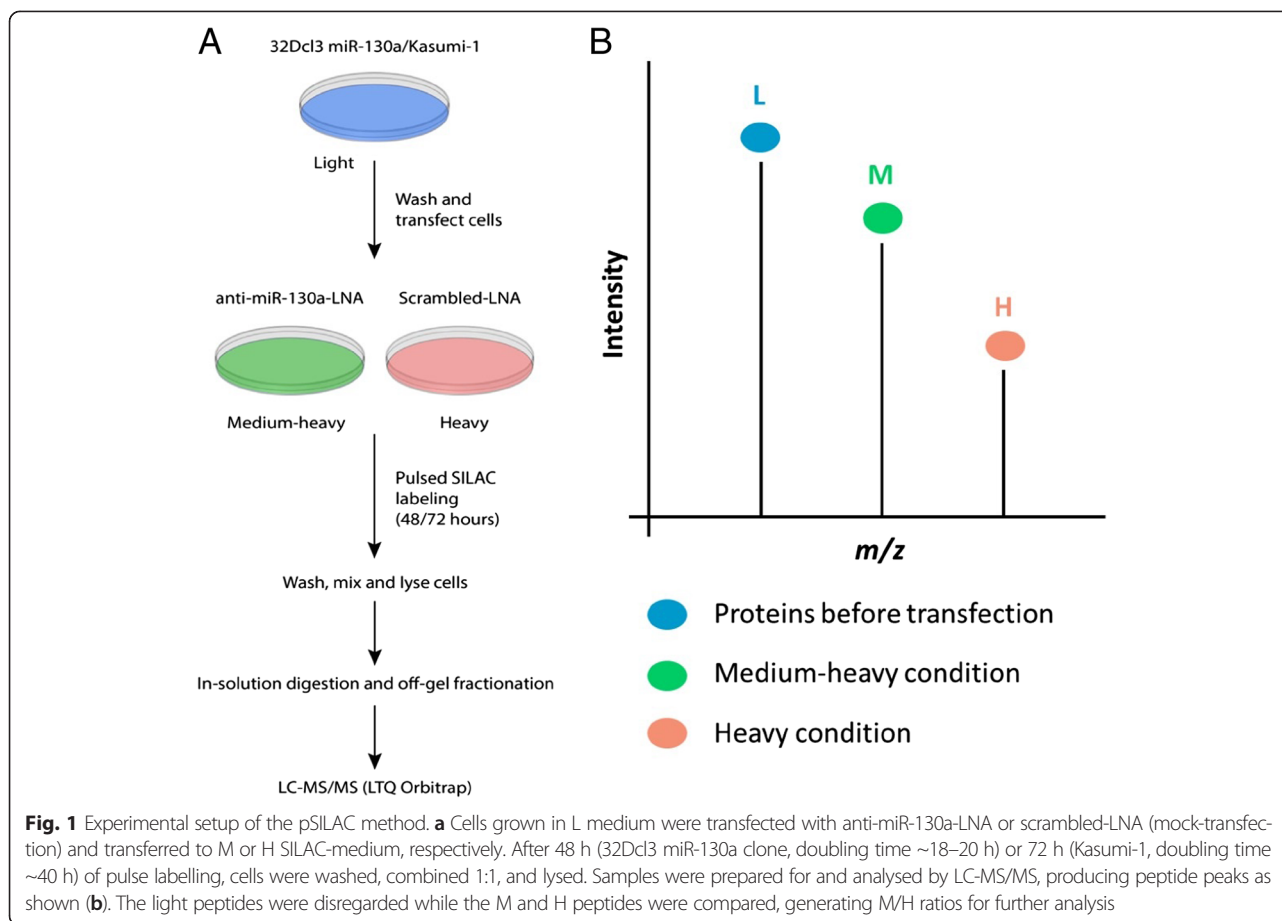 A
32Dcl3 miR-130a/Kasumi-1
Light
Wash and
transfect cells
anti-miR-130a-LNA
Scrambled-LNA
Medium-heavy
Heavy
Pulsed SILAC
labeling
(48/72 hours)
Wash, mix and lyse cells
In-solution digestion and off-gel fractionation
LC-MS/MS (LTQ Orbitrap)
B
L
M
H
Intensity
m/z
Proteins before transfection
Medium-heavy condition
Heavy condition
Fig. 1 Experimental setup of the pSILAC method. a Cells grown in L medium were transfected with anti-miR-130a-LNA or scrambled-LNA (mock-transfec-
tion) and transferred to M or H SILAC-medium, respectively. After 48 h (32Dcl3 miR-130a clone, doubling time ~18–20 h) or 72 h (Kasumi-1, doubling time
~40 h) of pulse labelling, cells were washed, combined 1:1, and lysed. Samples were prepared for and analysed by LC-MS/MS, producing peptide peaks as
shown (b). The light peptides were disregarded while the M and H peptides were compared, generating M/H ratios for further analysis